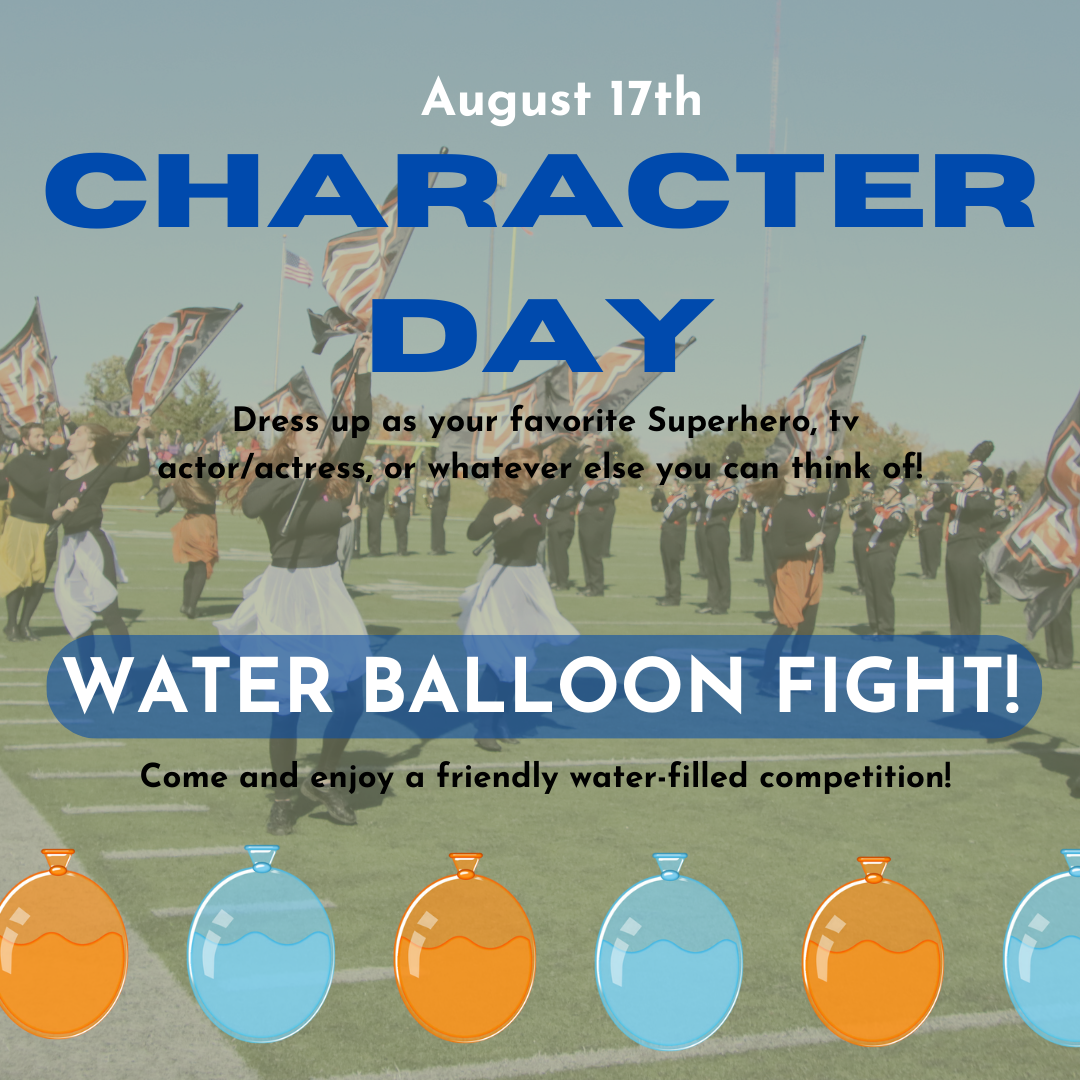 August 17th
CHARACTER
DAY
Dress up as your favorite Superhero, tv
actor/actress, or whatever else you can think of!
WATER BALLOON FIGHT!
Come and enjoy a friendly water-filled competition!